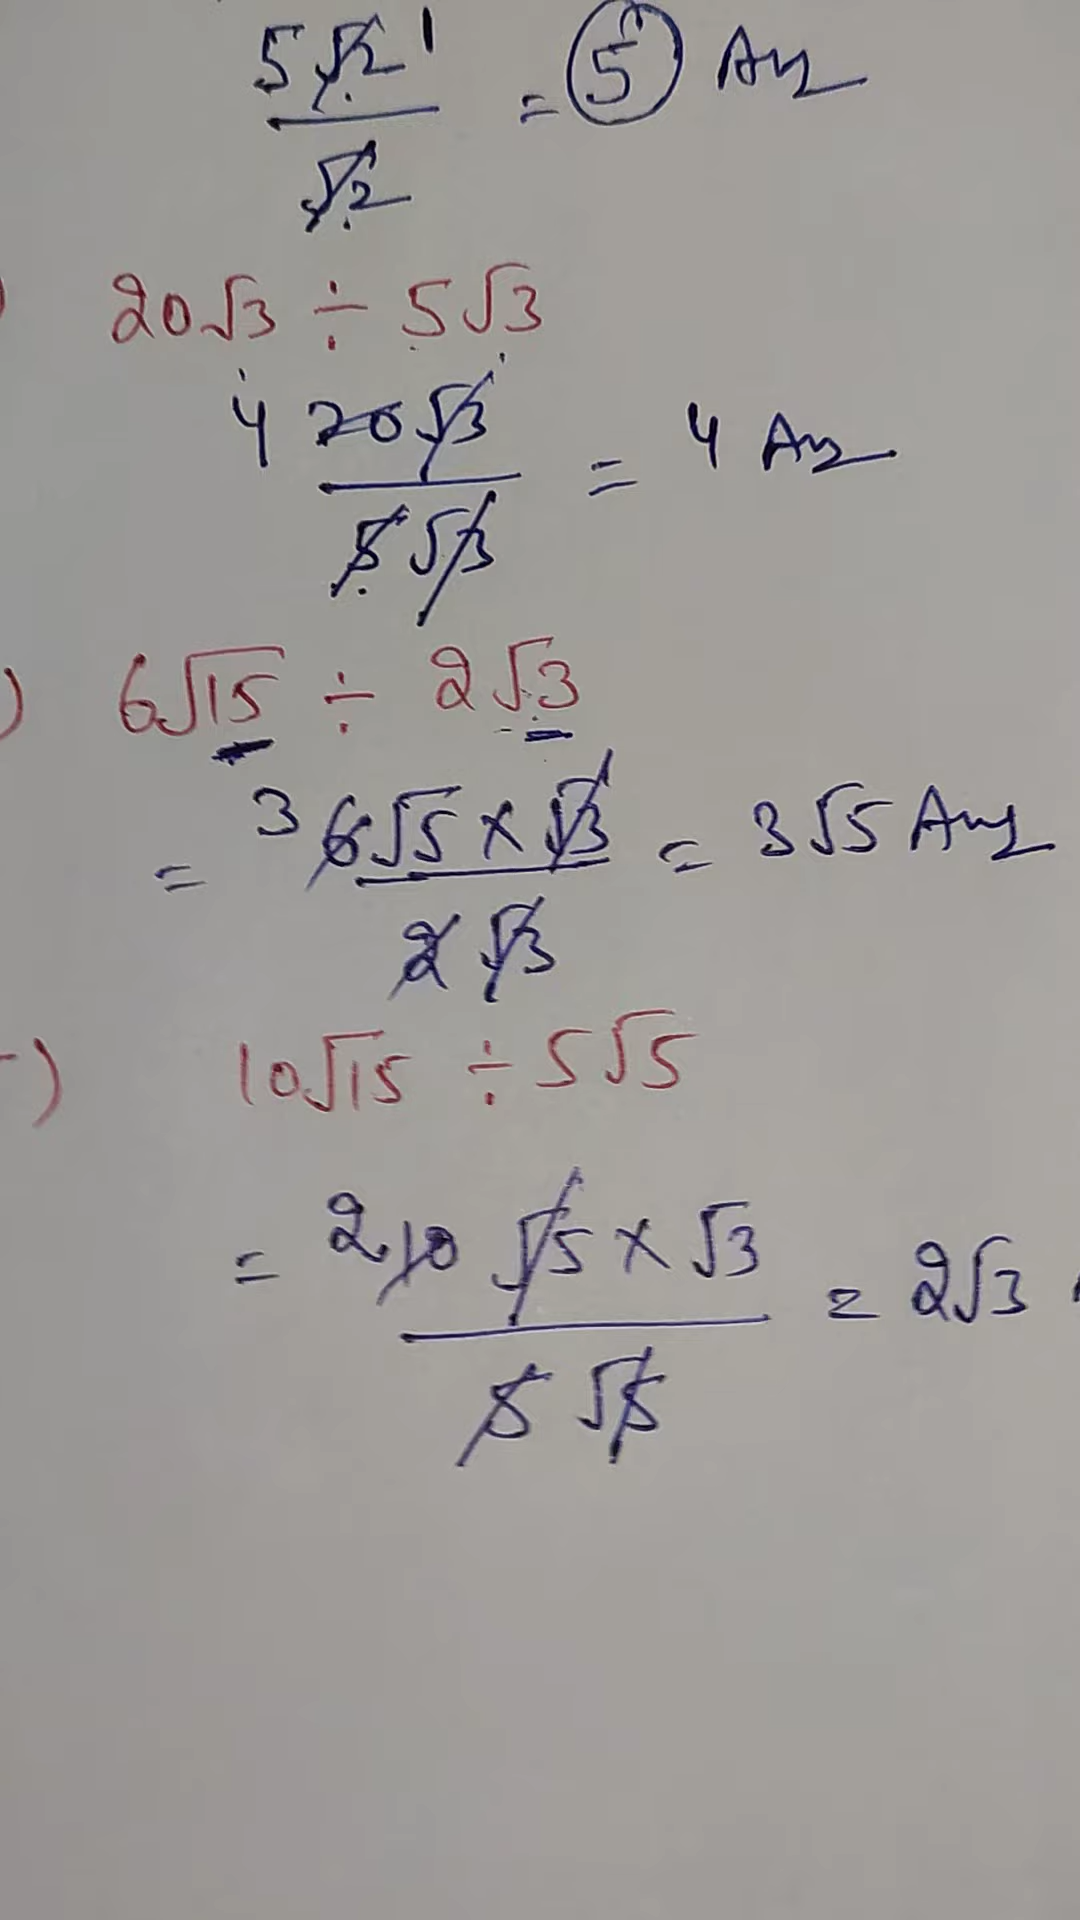 5√2 1
= 5 Ans
√2
) 20√3 ÷ 5√3
4 20√3
= 4 Ans
5√3
) 6√15 ÷ 2√3
= 3 6√5 × √3 = 3√5 Ans
2√3
) 10√15 ÷ 5√5
= 2 10 √5 × √3 = 2√3
5 √5